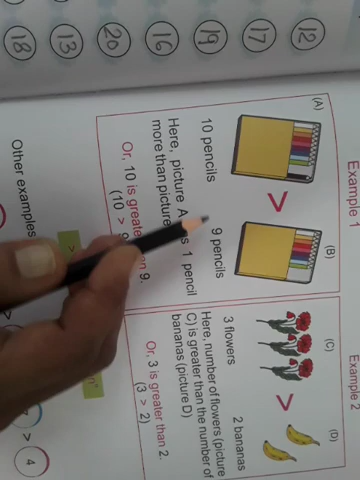 12
17
19
16
20
13
18
Example 1
(A)
(B)
>
10 pencils
9 pencils
Here, picture A 1 pencil
more than picture
Or, 10 is 9.
(10 >
Other examples
>
Example 2
(C)
(D)
>
3 flowers
2 bananas
Here, number of flowers (picture
C) is greater than the number of
bananas (picture D)
Or, 3 is greater than 2.
(3 > 2)
> 4